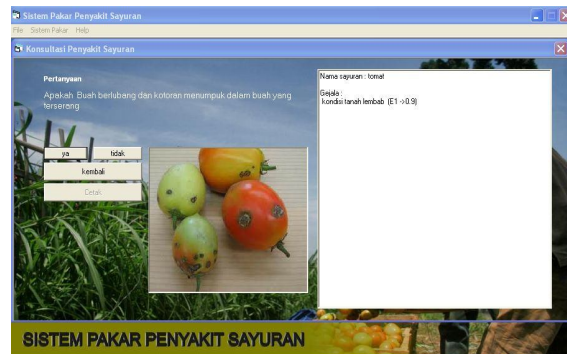 Sistem Pakar Penyakit Sayuran
File Sistem Pakar Help
Konsultasi Penyakit Sayuran
Pertanyaan
Apakah Buah berlubang dan kotoran menumpuk dalam buah yang
terserang
ya tidak
kembali
Cetak
Nama sayuran : tomat
Gejala :
kondisi tanah lembab (E1 ->0.9)
SISTEM PAKAR PENYAKIT SAYURAN